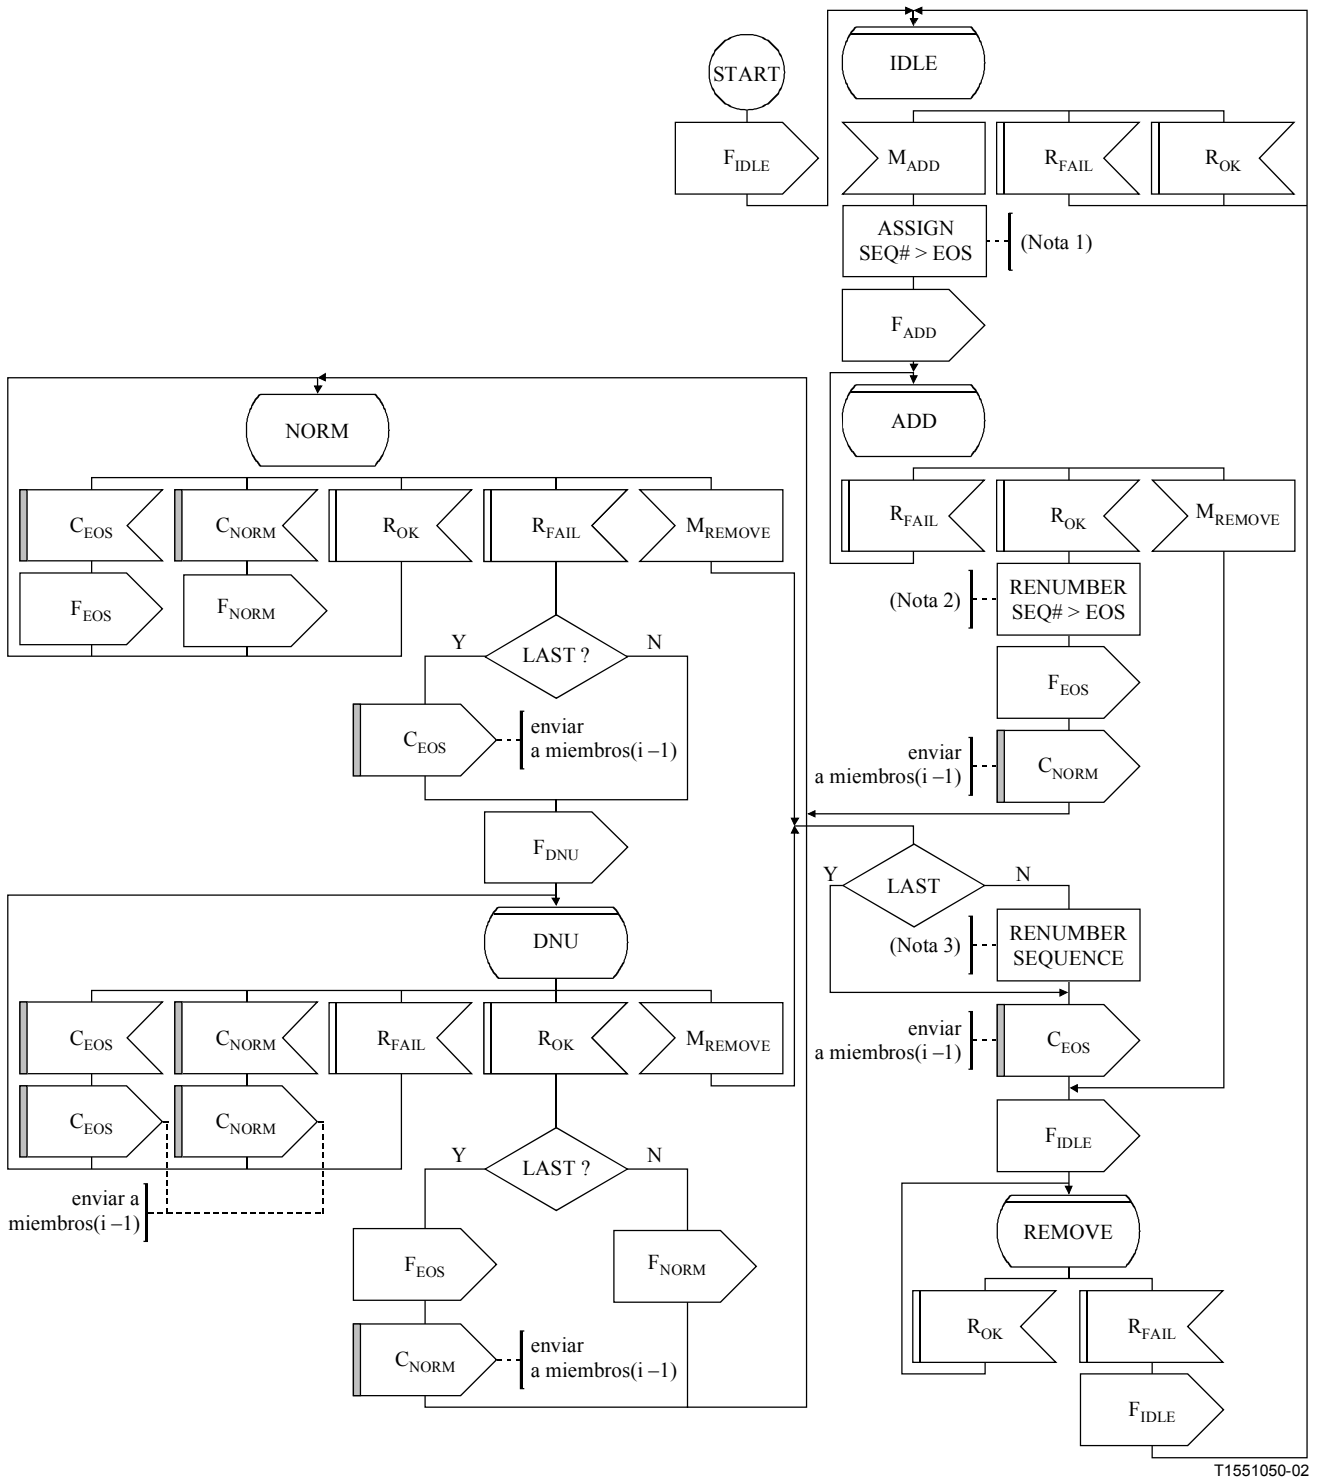 START
IDLE
F_IDLE
M_ADD
R_FAIL
R_OK
ASSIGN
SEQ# > EOS
(Nota 1)
F_ADD
ADD
R_FAIL
R_OK
M_REMOVE
(Nota 2)
RENUMBER
SEQ# > EOS
F_EOS
enviar
a miembros(i –1)
C_NORM
NORM
C_EOS
C_NORM
R_OK
R_FAIL
M_REMOVE
F_EOS
F_NORM
Y
LAST ?
N
C_EOS
enviar
a miembros(i –1)
F_DNU
Y
LAST
N
(Nota 3)
RENUMBER
SEQUENCE
enviar
a miembros(i –1)
C_EOS
F_IDLE
REMOVE
R_OK
R_FAIL
F_IDLE
DNU
C_EOS
C_NORM
R_FAIL
R_OK
M_REMOVE
C_EOS
C_NORM
enviar a
miembros(i –1)
Y
LAST ?
N
F_EOS
F_NORM
C_NORM
enviar
a miembros(i –1)
T1551050-02